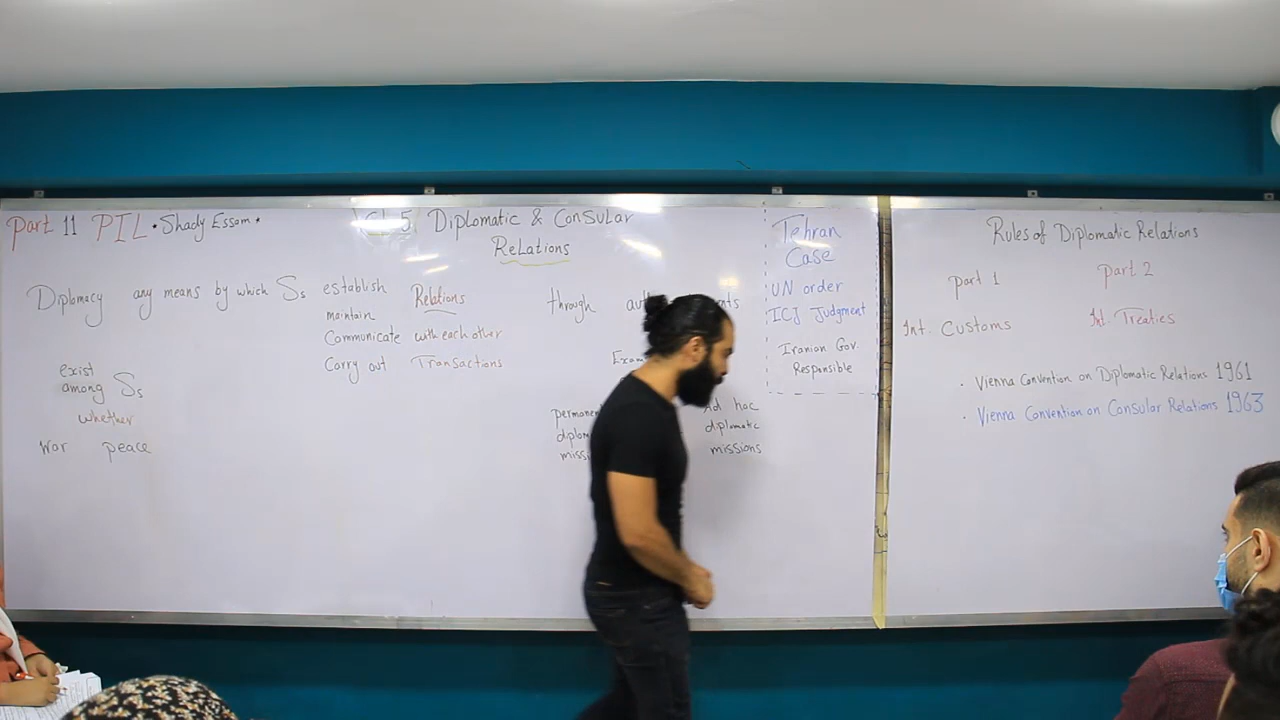 Part 11 PIL • Shady Essam •
Ch 5. Diplomatic & Consular
Relations
Diplomacy any means by which Ss establish Relations through
maintain
Communicate with each other
Carry out Transactions
exist
among Ss
whether
War peace
Ad hoc
diplomatic
missions
Tehran
Case
UN order
ICJ Judgment
Iranian Gov.
Responsible
Rules of Diplomatic Relations
Part 1 Part 2
Int. Customs Int. Treaties
• Vienna Convention on Diplomatic Relations 1961
• Vienna Convention on Consular Relations 1963